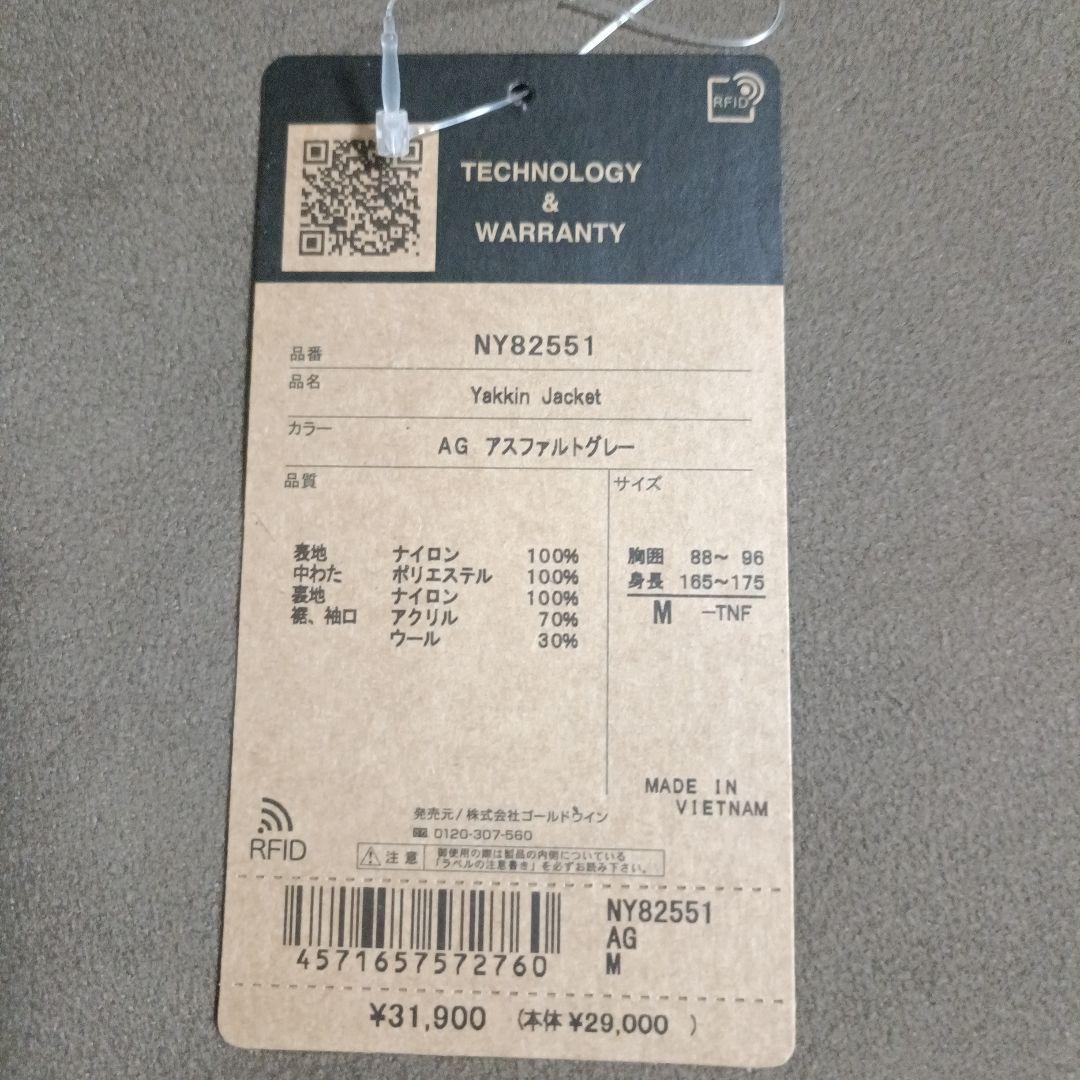 RFID
TECHNOLOGY
&
WARRANTY
品番 NY82551
品名 Yakkin Jacket
カラー AG アスファルトグレー
品質
表地 ナイロン 100%
中わた ポリエステル 100%
裏地 ナイロン 100%
裾、袖口 アクリル 70%
ウール 30%
サイズ
胸囲 88～ 96
身長 165～175
M －TNF
MADE IN
VIETNAM
発売元/株式会社ゴールドウイン
0120-307-560
RFID
注意
御使用の際は製品の内側についている
「ラベルの注意書き」を必ずお読み下さい。
4571657572760
NY82551
AG
M
¥31,900 (本体 ¥29,000 )